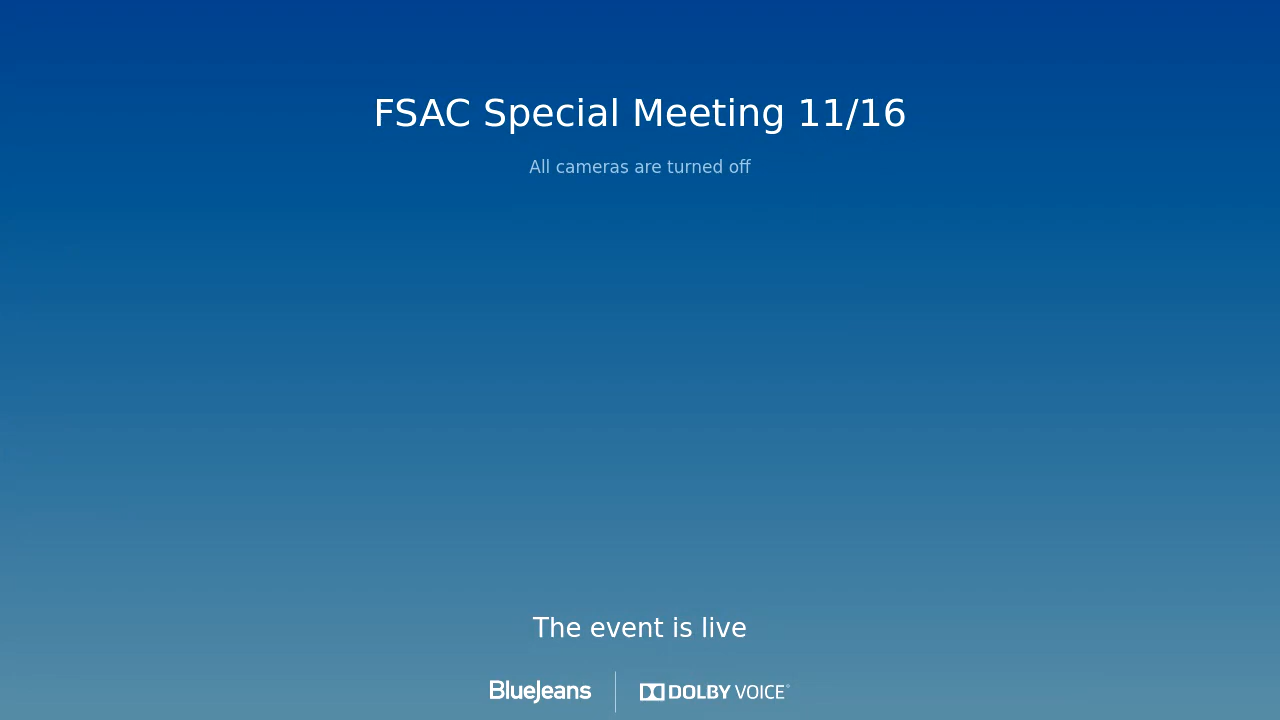 FSAC Special Meeting 11/16
All cameras are turned off
The event is live
BlueJeans
DOLBY VOICE®